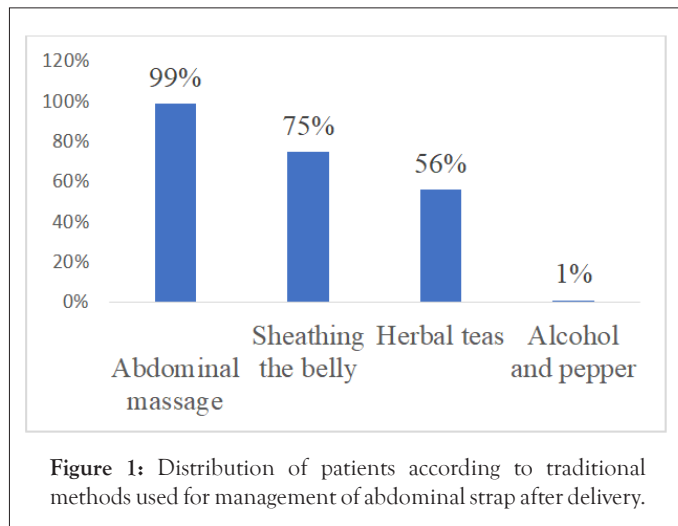 120%
100%
80%
60%
40%
20%
0%
99%
75%
56%
1%
Abdominal
massage
Sheathing
the belly
Herbal teas
Alcohol
and pepper
Figure 1: Distribution of patients according to traditional
methods used for management of abdominal strap after delivery.